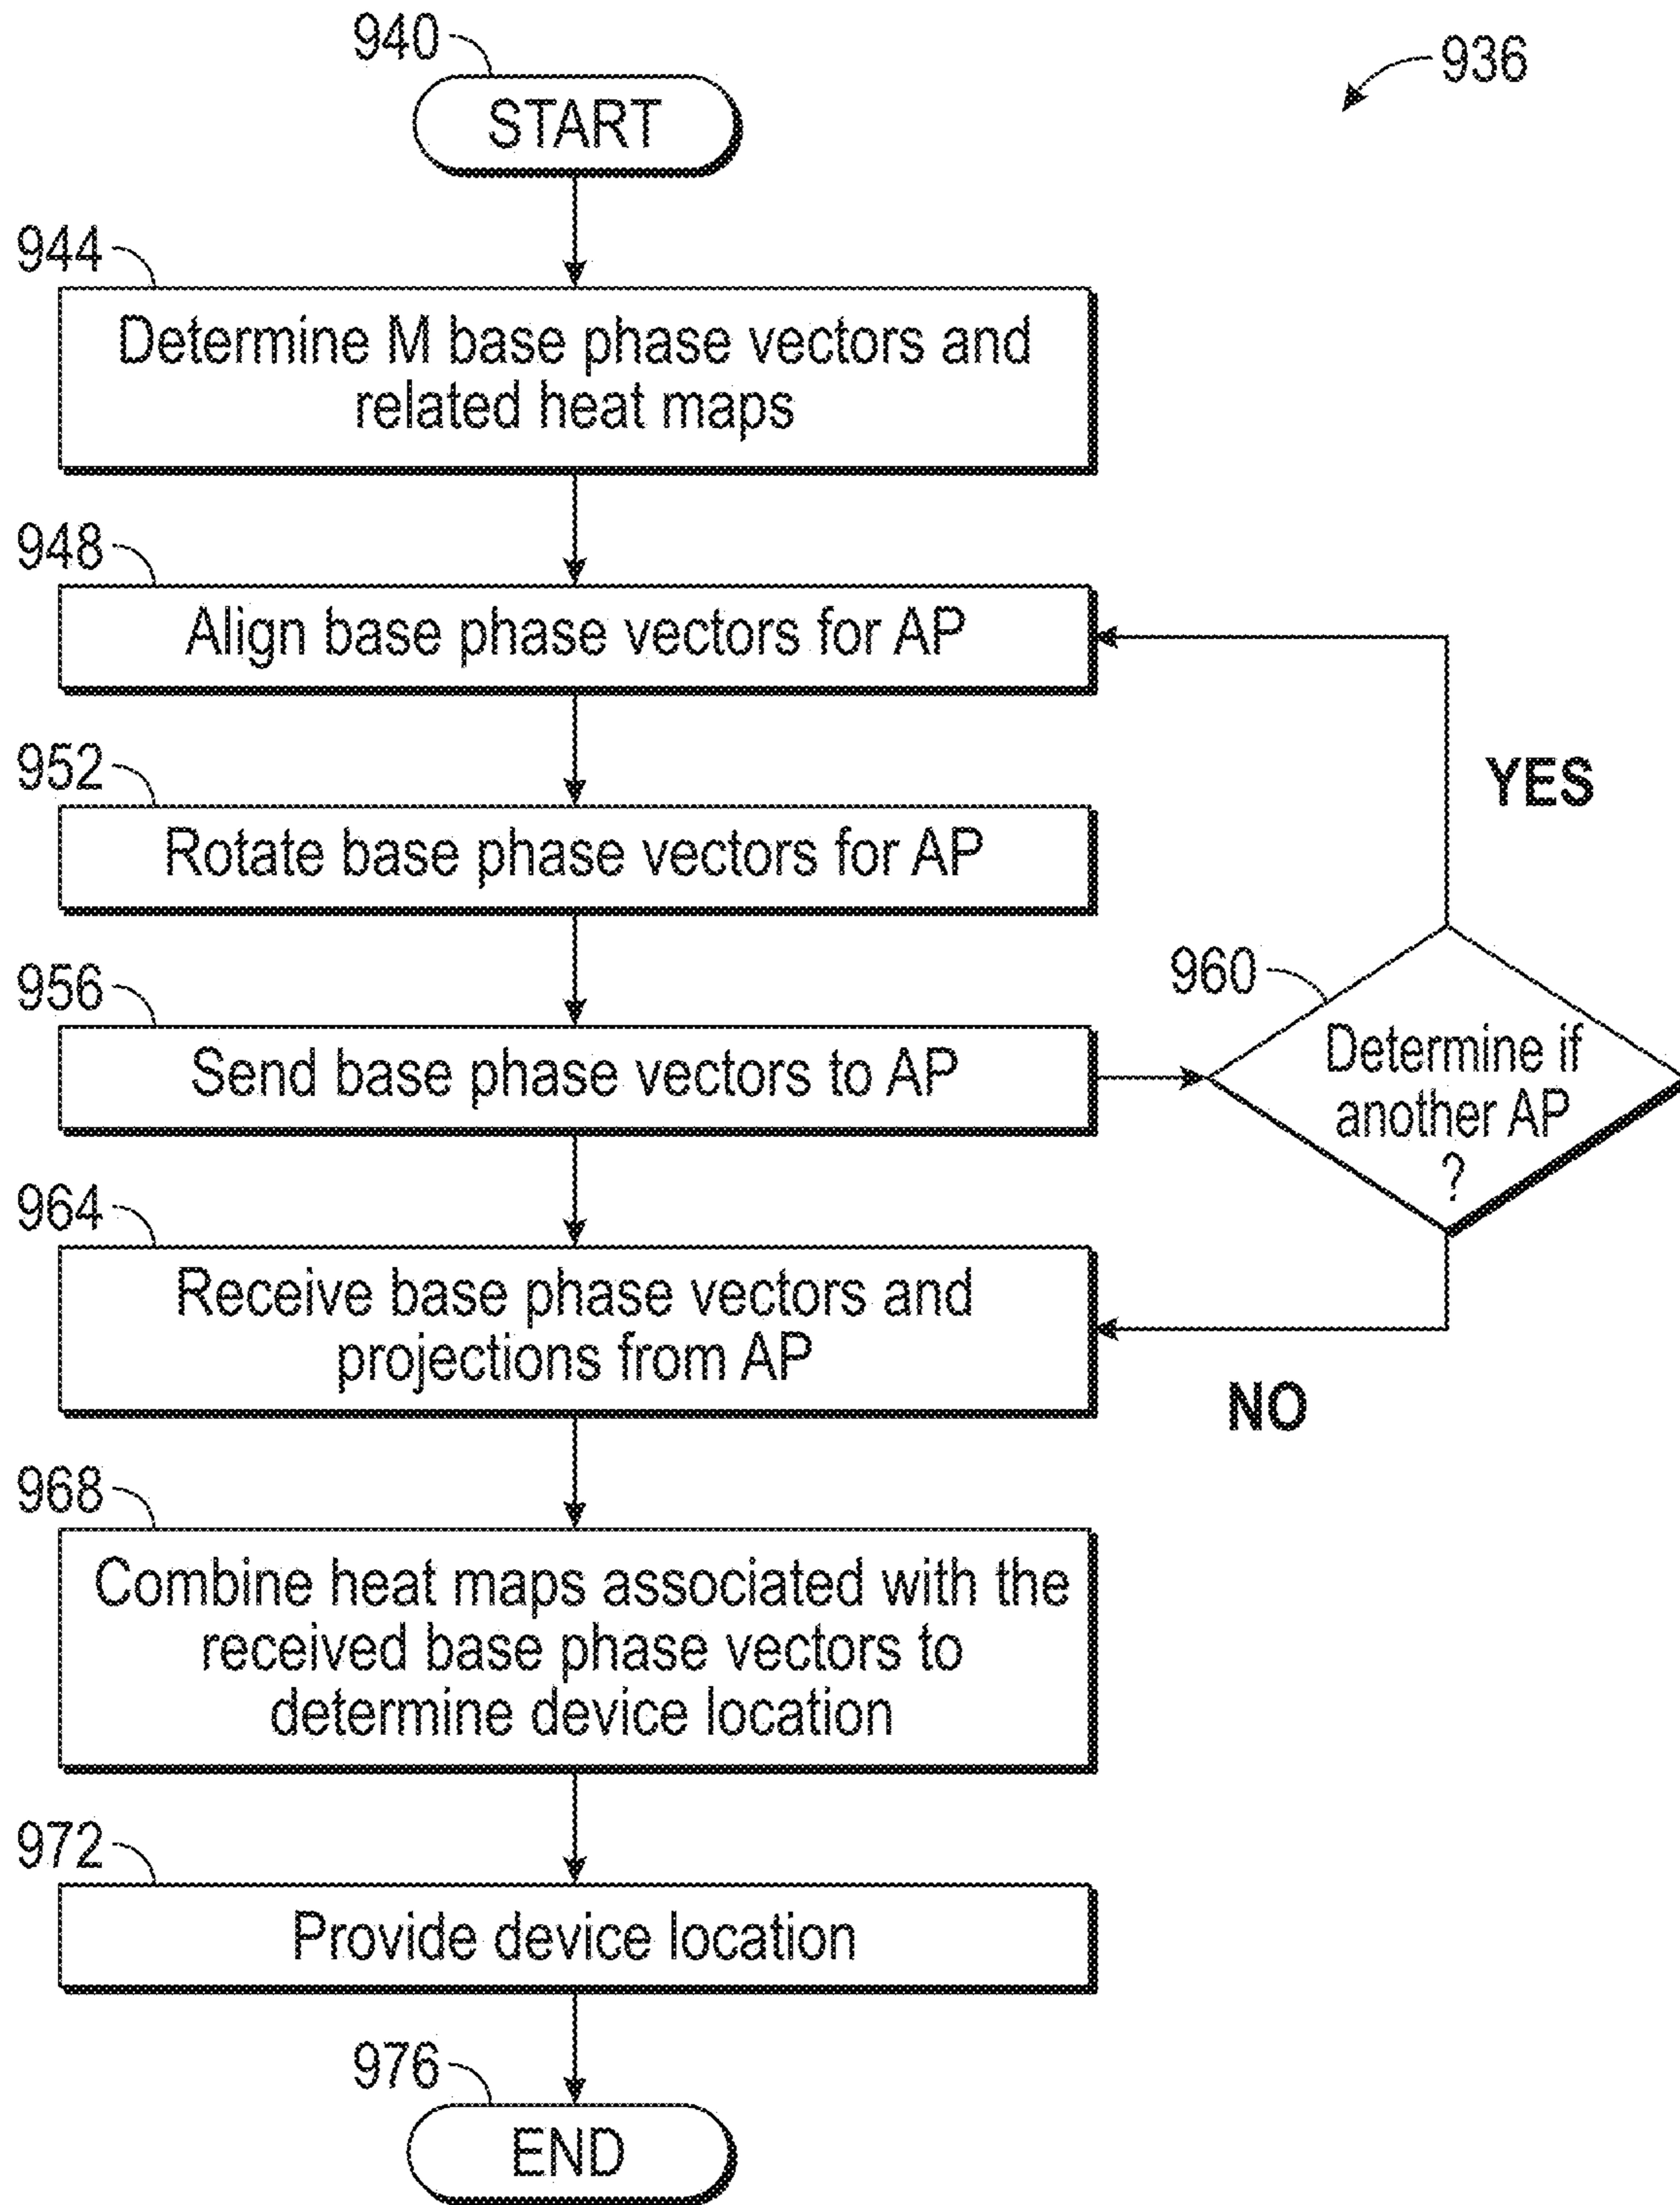 940
936
START
944
Determine M base phase vectors and
related heat maps
948
Align base phase vectors for AP
952
Rotate base phase vectors for AP
YES
956
Send base phase vectors to AP
960
Determine if
another AP
?
964
Receive base phase vectors and
projections from AP
NO
968
Combine heat maps associated with the
received base phase vectors to
determine device location
972
Provide device location
976
END